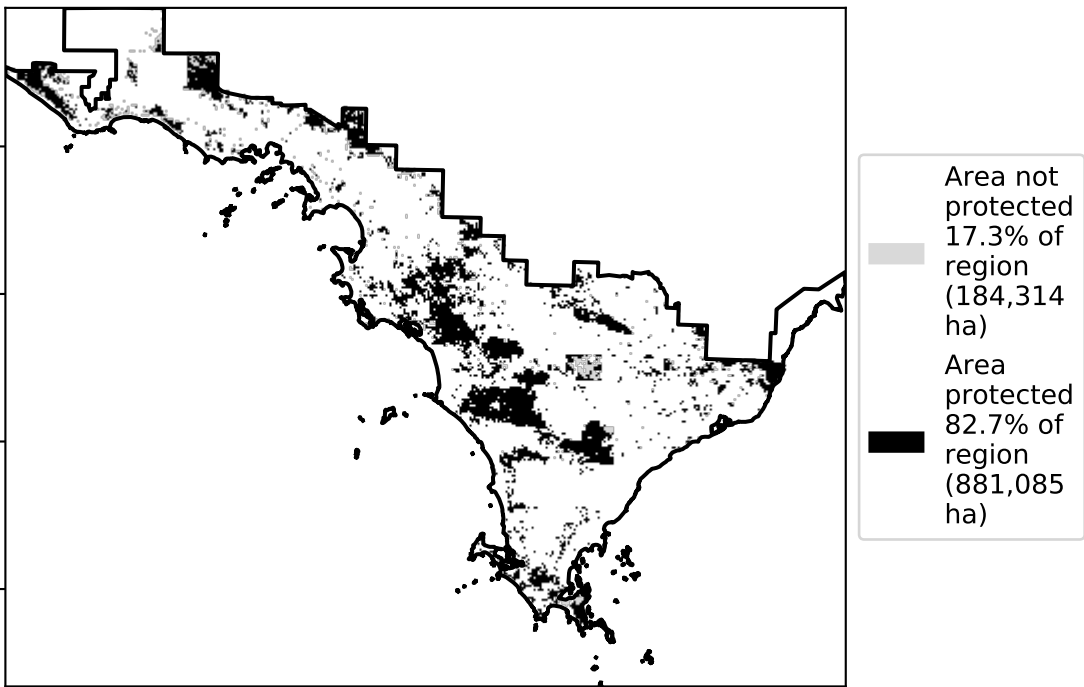 Area not
protected
17.3% of
region
(184,314
ha)
Area
protected
82.7% of
region
(881,085
ha)